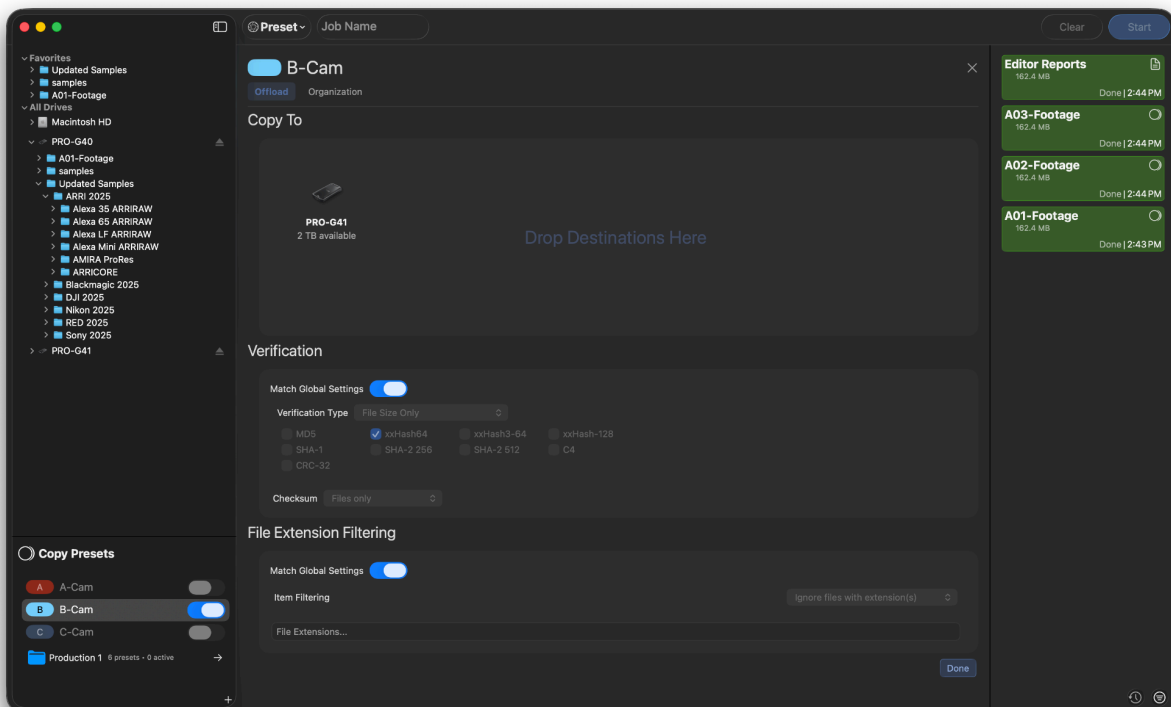 Preset
Job Name
Clear
Start
Favorites
Updated Samples
samples
A01-Footage
All Drives
Macintosh HD
PRO-G40
A01-Footage
samples
Updated Samples
ARRI 2025
Alexa 35 ARRIRAW
Alexa 65 ARRIRAW
Alexa LF ARRIRAW
Alexa Mini ARRIRAW
AMIRA ProRes
ARRICORE
Blackmagic 2025
DJI 2025
Nikon 2025
RED 2025
Sony 2025
PRO-G41
Copy Presets
A A-Cam
B B-Cam
C C-Cam
Production 1 6 presets • 0 active
B-Cam
Offload Organization
Copy To
PRO-G41
2 TB available
Drop Destinations Here
Verification
Match Global Settings
Verification Type File Size Only
MD5 xxHash64 xxHash3-64 xxHash-128
SHA-1 SHA-2 256 SHA-2 512 C4
CRC-32
Checksum Files only
File Extension Filtering
Match Global Settings
Item Filtering Ignore files with extension(s)
File Extensions...
Done
Editor Reports
162.4 MB
Done | 2:44 PM
A03-Footage
162.4 MB
Done | 2:44 PM
A02-Footage
162.4 MB
Done | 2:44 PM
A01-Footage
162.4 MB
Done | 2:43 PM